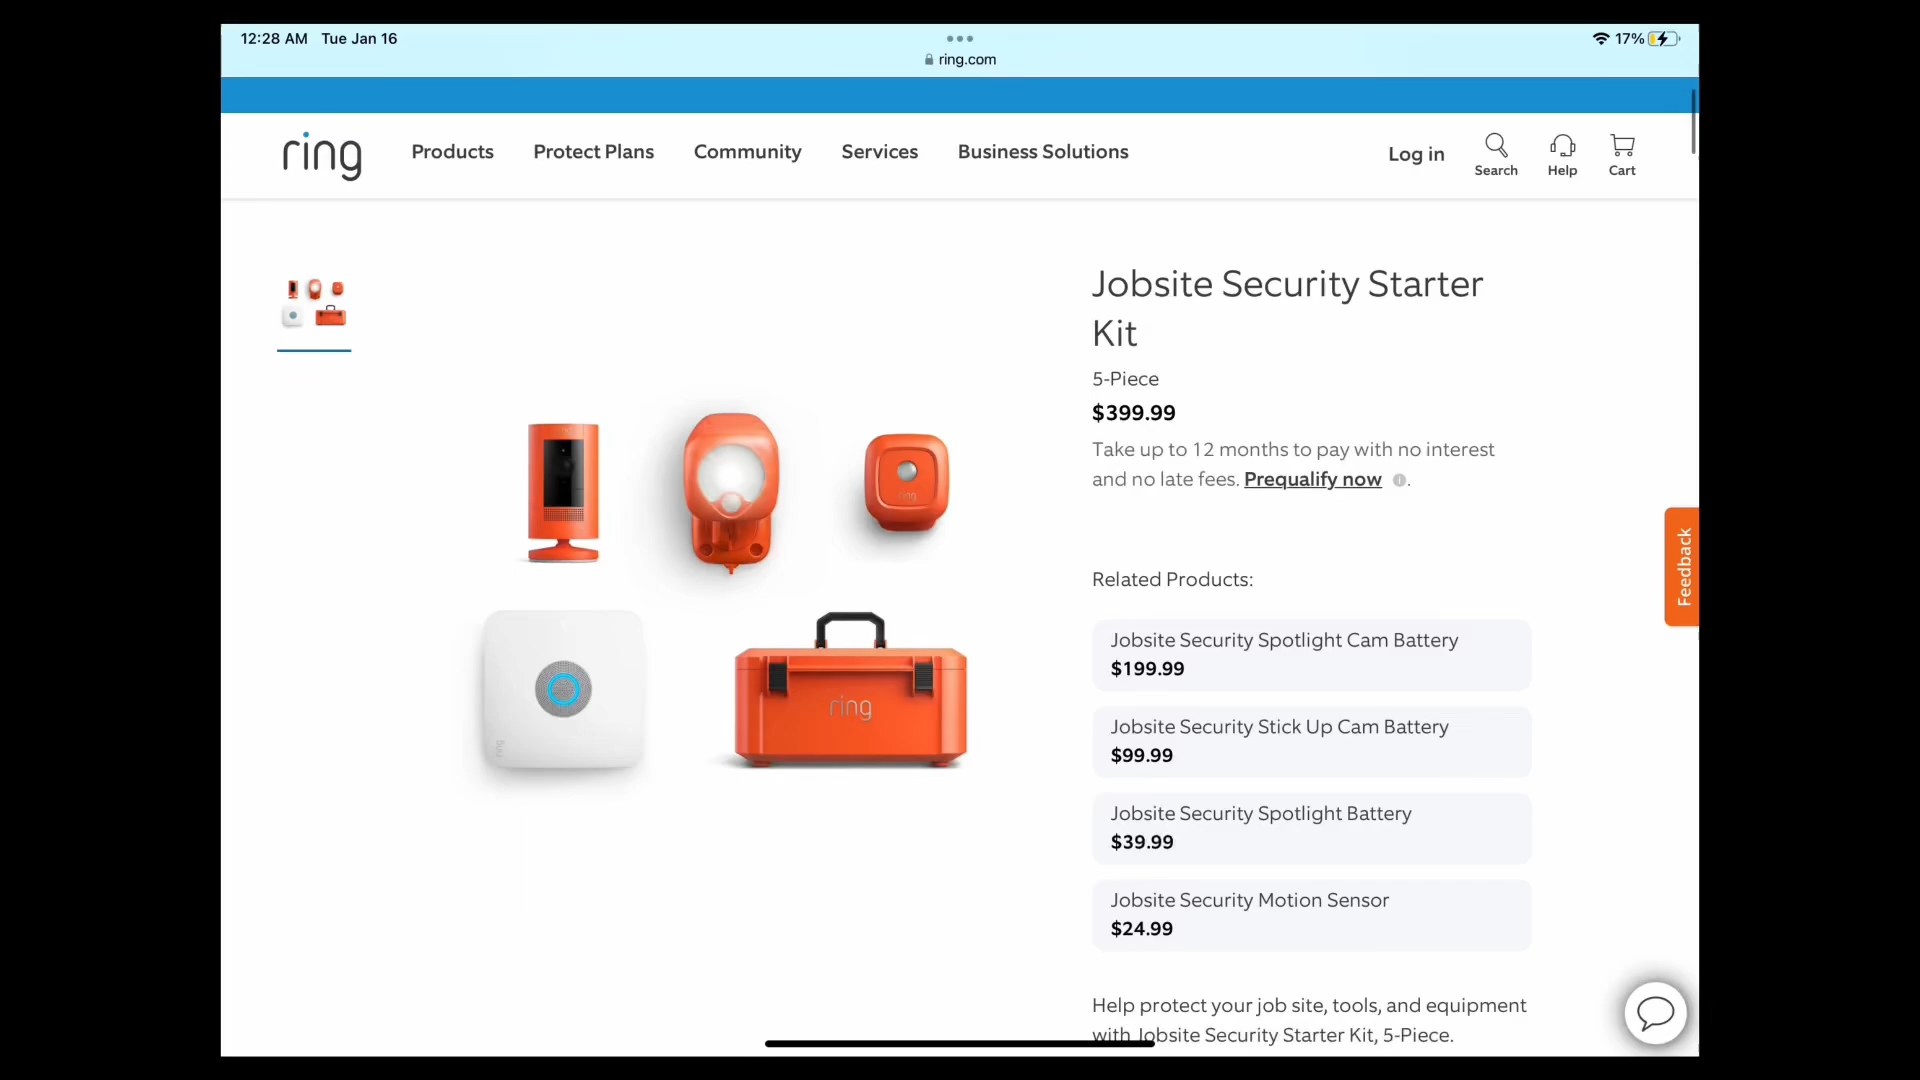 12:28 AM Tue Jan 16
17%
ring.com
ring
Products
Protect Plans
Community
Services
Business Solutions
Log in
Search
Help
Cart
Jobsite Security Starter
Kit
5-Piece
$399.99
Take up to 12 months to pay with no interest
and no late fees. Prequalify now
Related Products:
Jobsite Security Spotlight Cam Battery
$199.99
Jobsite Security Stick Up Cam Battery
$99.99
Jobsite Security Spotlight Battery
$39.99
Jobsite Security Motion Sensor
$24.99
Help protect your job site, tools, and equipment
with Jobsite Security Starter Kit, 5-Piece.
Feedback
ring
ring
ring